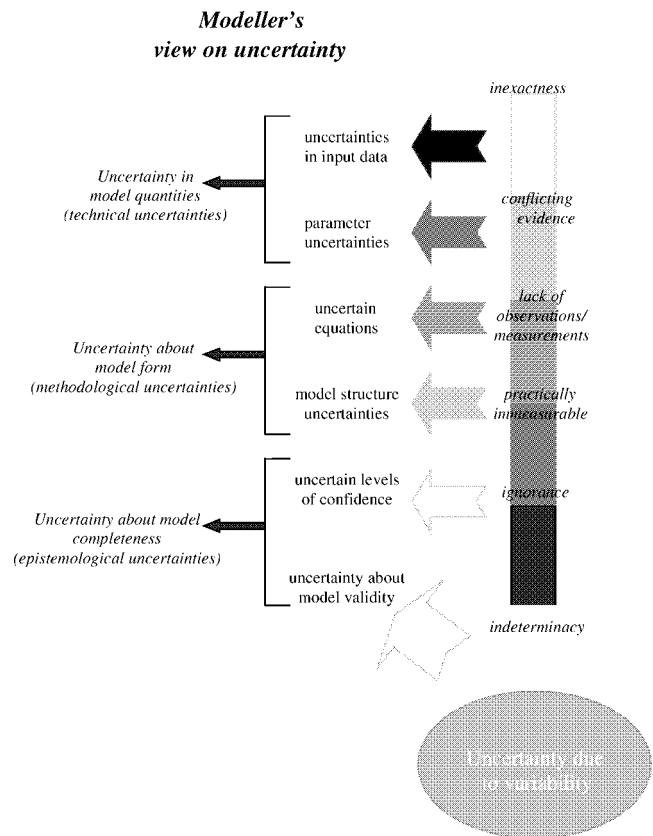 Modeller's
view on uncertainty
inexactness
uncertainties
in input data
Uncertainty in
model quantities
(technical uncertainties)
conflicting
evidence
parameter
uncertainties
lack of
observations/
measurements
uncertain
equations
Uncertainty about
model form
(methodological uncertainties)
model structure
uncertainties
practically
immeasurable
uncertain levels
of confidence
ignorance
Uncertainty about model
completeness
(epistemological uncertainties)
uncertainty about
model validity
indeterminacy
Uncertainty due
to variability